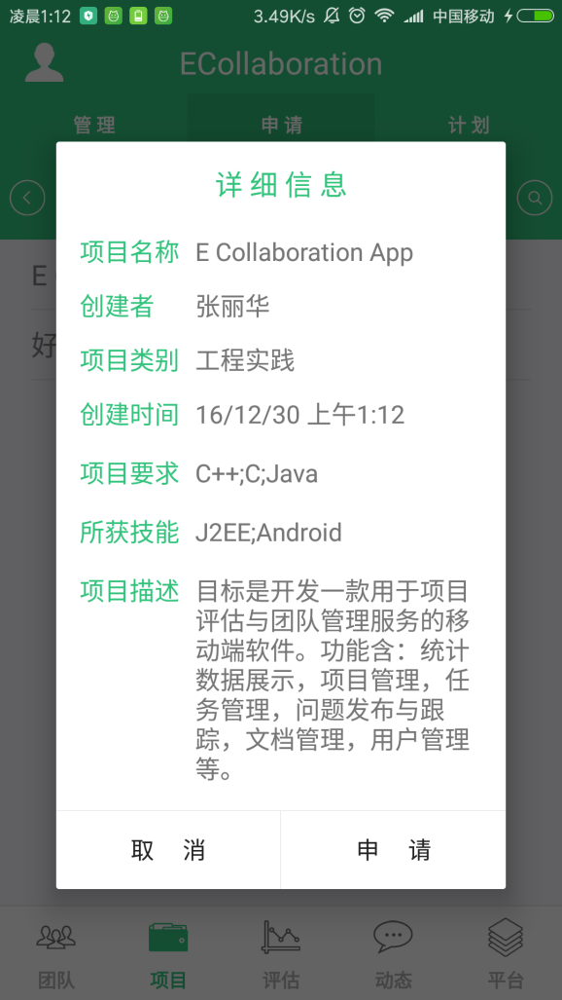 凌晨1:12 3.49K/s 中国移动
ECollaboration
管理 申请 计划
详细信息
E
好
项目名称 E Collaboration App
创建者 张丽华
项目类别 工程实践
创建时间 16/12/30 上午1:12
项目要求 C++;C;Java
所获技能 J2EE;Android
项目描述 目标是开发一款用于项目
评估与团队管理服务的移
动端软件。功能含：统计
数据展示，项目管理，任
务管理，问题发布与跟
踪，文档管理，用户管理
等。
取 消 申 请
团队 项目 评估 动态 平台